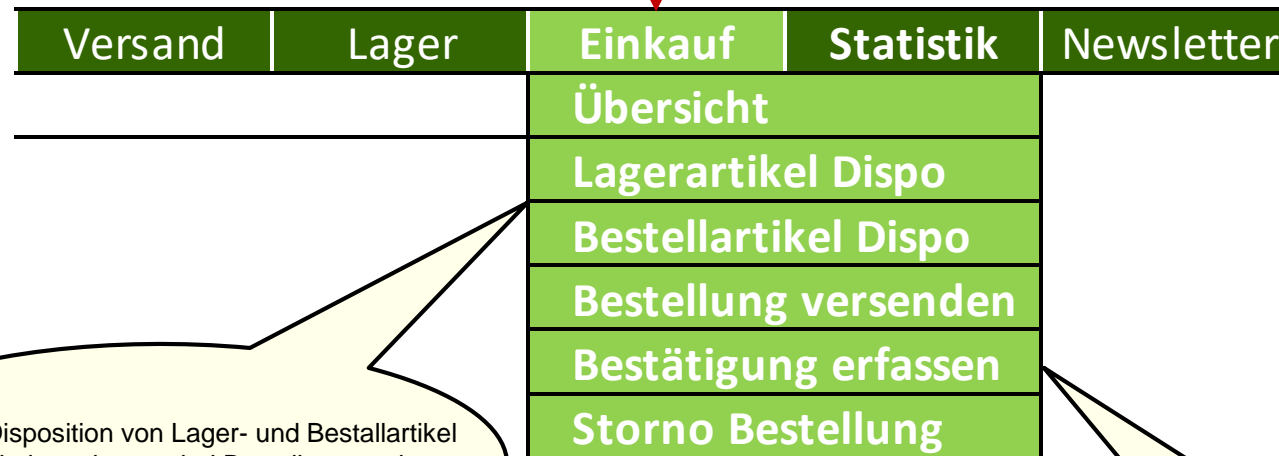 Versand Lager Einkauf Statistik Newsletter
Übersicht
Lagerartikel Dispo
Bestellartikel Dispo
Bestellung versenden
Bestätigung erfassen
Storno Bestellung
Disposition von Lager- und Bestallartikel